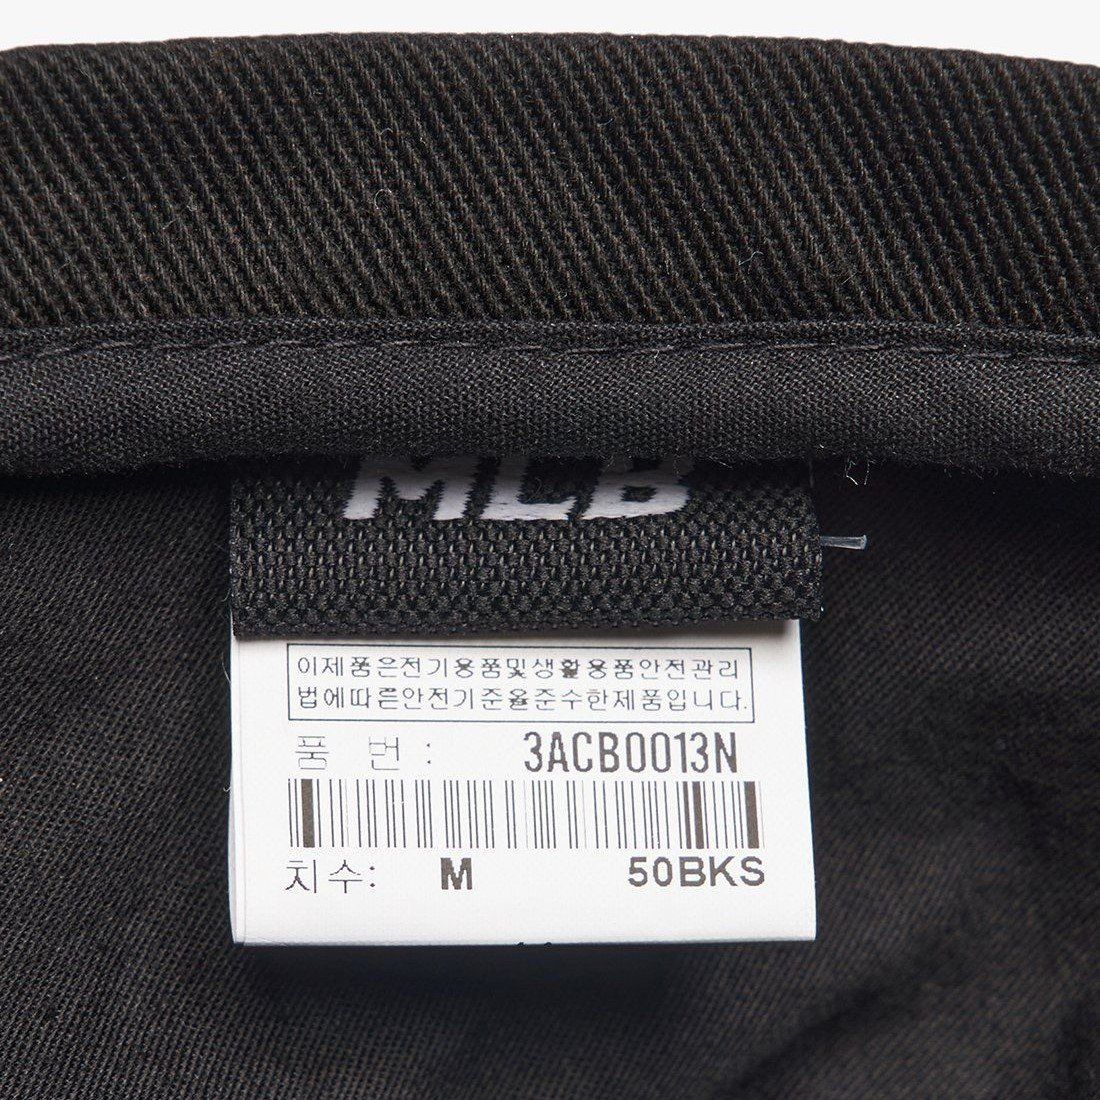 MLB
이제품은전기용품및생활용품안전관리
법에따른안전기준을준수한제품입니다.
품 번 : 3ACB0013N
치수: M 50BKS